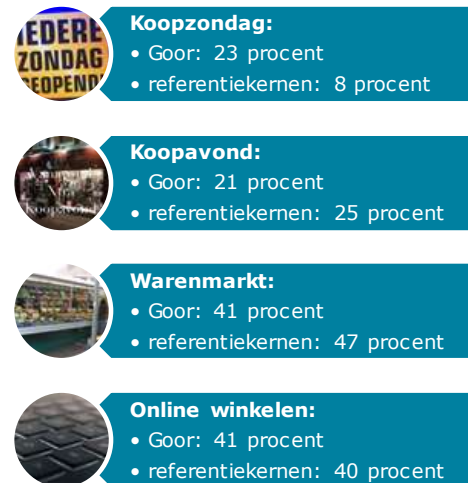 IEDERE
ZONDAG
GEOPEND
Koopzondag:
• Goor: 23 procent
• referentiekernen: 8 procent
Koopavond
Koopavond:
• Goor: 21 procent
• referentiekernen: 25 procent
Warenmarkt:
• Goor: 41 procent
• referentiekernen: 47 procent
Online winkelen:
• Goor: 41 procent
• referentiekernen: 40 procent